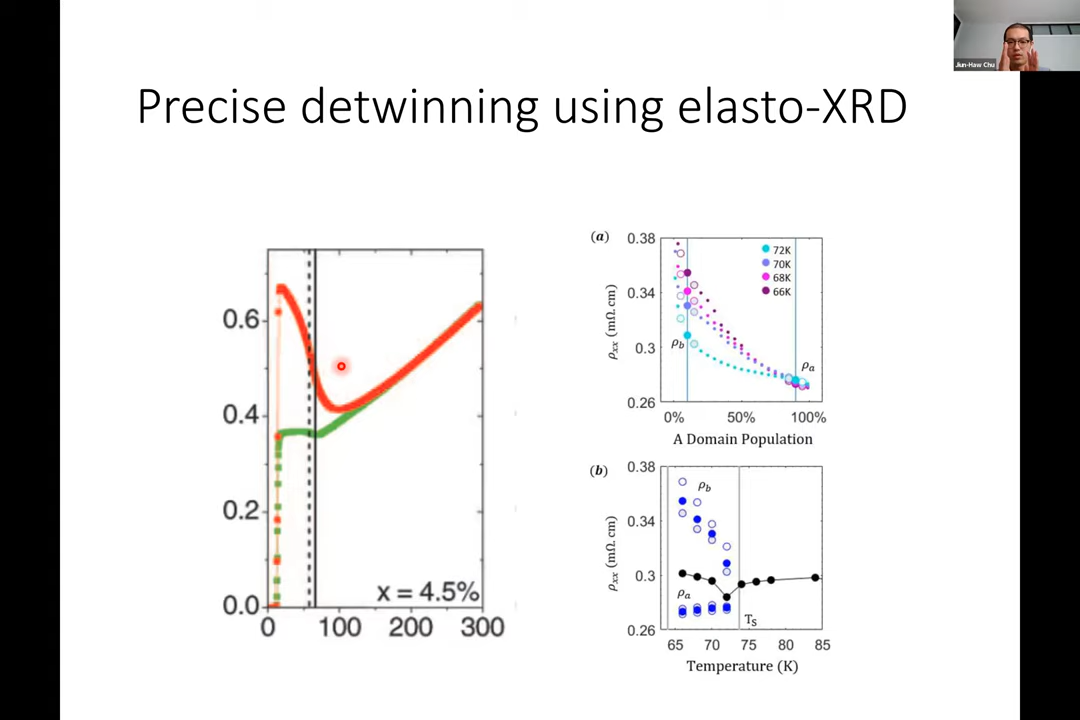 Jiun-Haw Chu
Precise detwinning using elasto-XRD
0.6
0.4
0.2
0.0
x = 4.5%
0 100 200 300
(a)
0.38
0.34
0.3
0.26
ρxx (mΩ. cm)
72K
70K
68K
66K
ρb
ρa
0% 50% 100%
A Domain Population
(b)
0.38
0.34
0.3
0.26
ρxx (mΩ. cm)
ρb
ρa
Ts
65 70 75 80 85
Temperature (K)